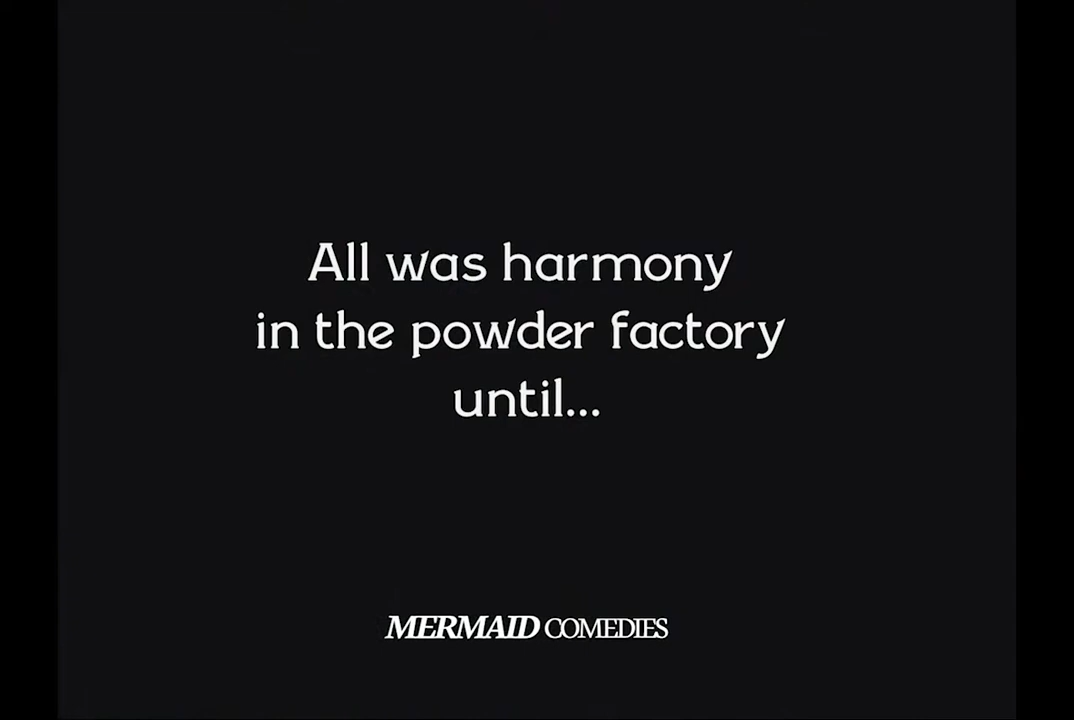 All was harmony
in the powder factory
until...
MERMAID COMEDIES